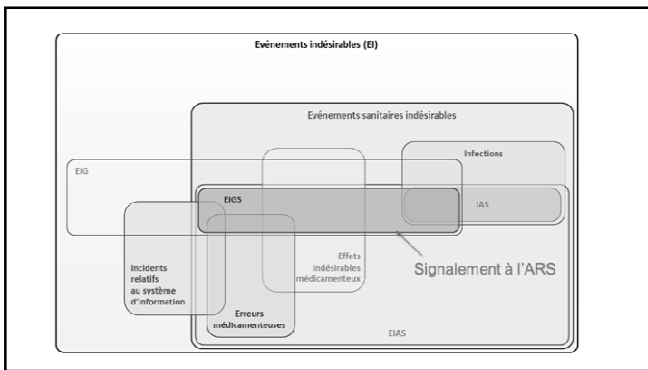 Evénements indésirables (EI)
Evénements sanitaires indésirables
Infections
EIG
EIGS
IAS
Effets
indésirables
médicamenteux
Signalement à l'ARS
Incidents
relatifs
au système
d'information
Erreurs
médicamenteuses
EIAS